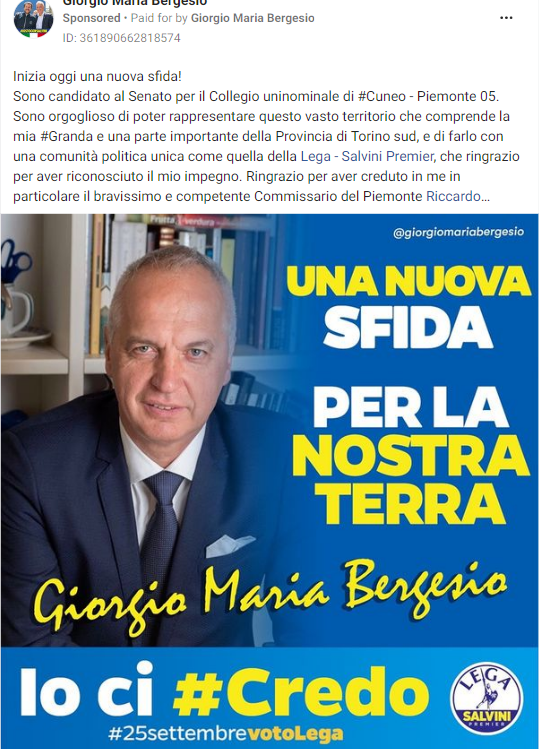 Giorgio Maria Bergesio
Sponsored • Paid for by Giorgio Maria Bergesio
ID: 361890662818574
Inizia oggi una nuova sfida!
Sono candidato al Senato per il Collegio uninominale di #Cuneo - Piemonte 05.
Sono orgoglioso di poter rappresentare questo vasto territorio che comprende la
mia #Granda e una parte importante della Provincia di Torino sud, e di farlo con
una comunità politica unica come quella della Lega - Salvini Premier, che ringrazio
per aver riconosciuto il mio impegno. Ringrazio per aver creduto in me in
particolare il bravissimo e competente Commissario del Piemonte Riccardo...
@giorgiomariabergesio
Frutta e verdura
UNA NUOVA
SFIDA
PER LA
NOSTRA
TERRA
Giorgio Maria Bergesio
Io ci #Credo
#25settembrevotoLega
LEGA
SALVINI
PREMIER